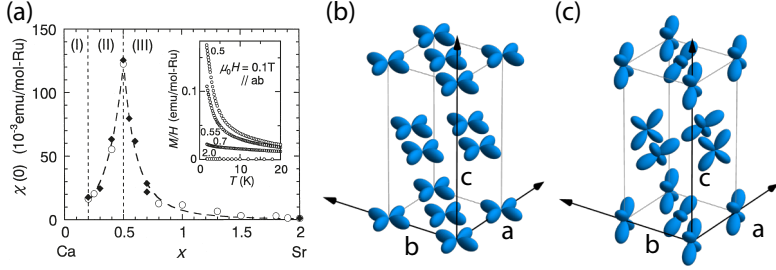 (a)
χ (0) (10⁻³emu/mol-Ru)
150
100
50
0
(I) (II) (III)
0 0.5 1 1.5 2
Ca x Sr
M/H (emu/mol-Ru)
0.1
0
0.5
μ₀H = 0.1T
// ab
0.55
0.7
2.0
0 10 20
T (K)
(b)
c
b a
(c)
c
b a